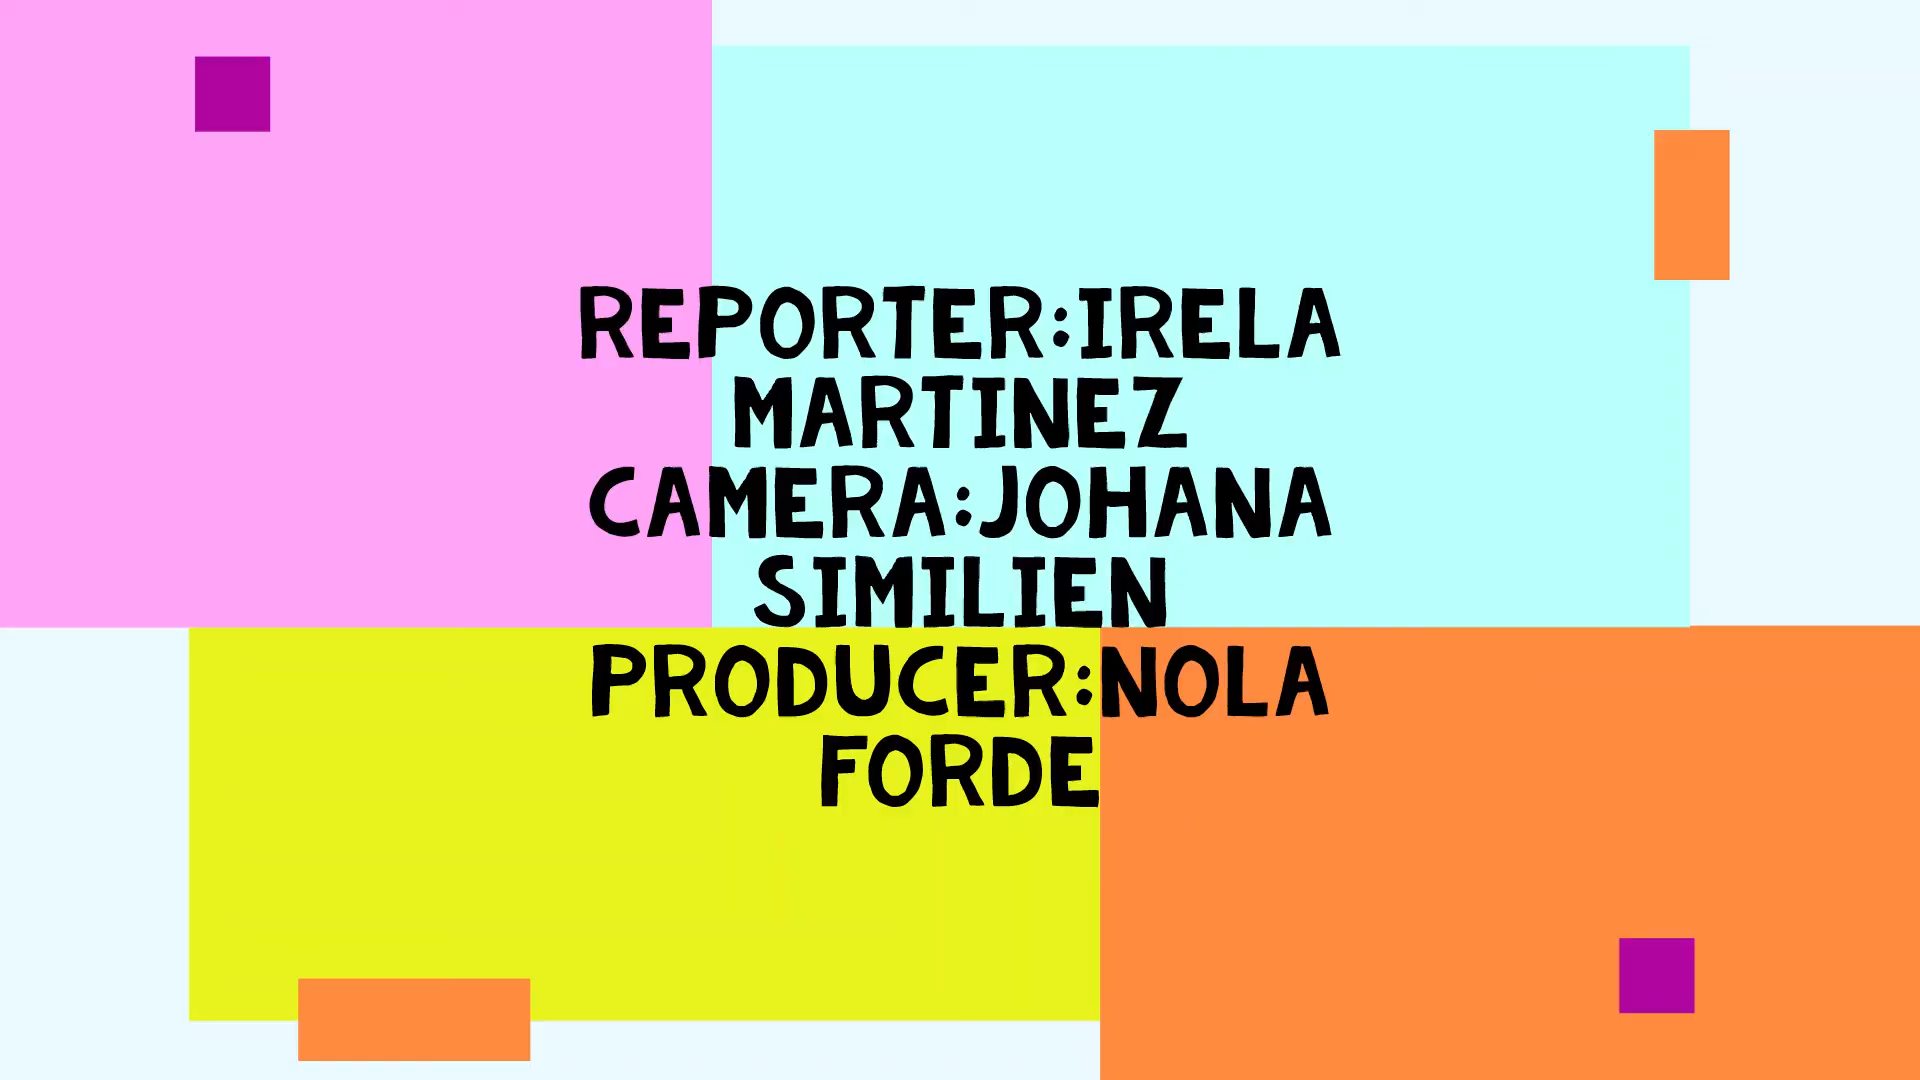 REPORTER:IRELA
MARTINEZ
CAMERA:JOHANA
SIMILIEN
PRODUCER:NOLA
FORDE